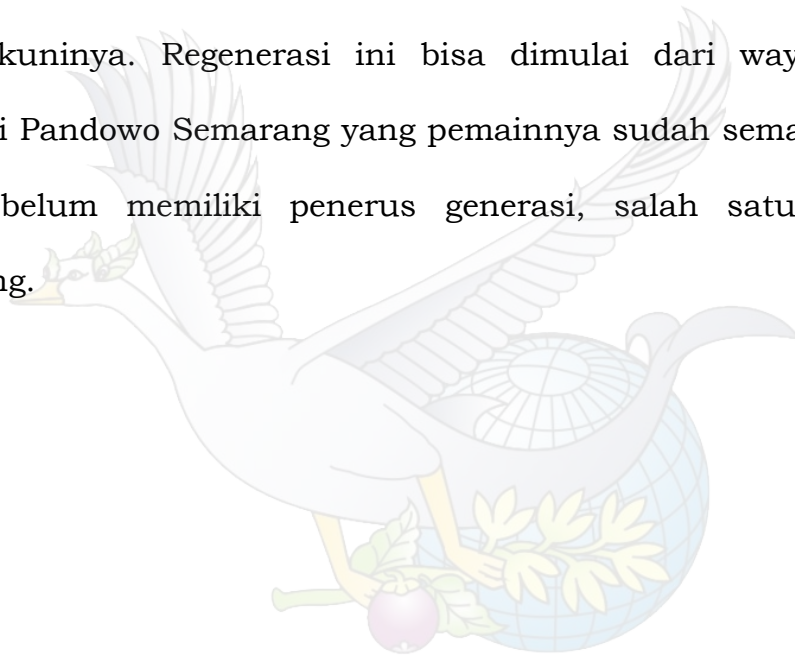 kuninya. Regenerasi ini bisa dimulai dari way
i Pandowo Semarang yang pemainnya sudah sema
belum memiliki penerus generasi, salah satu
ng.